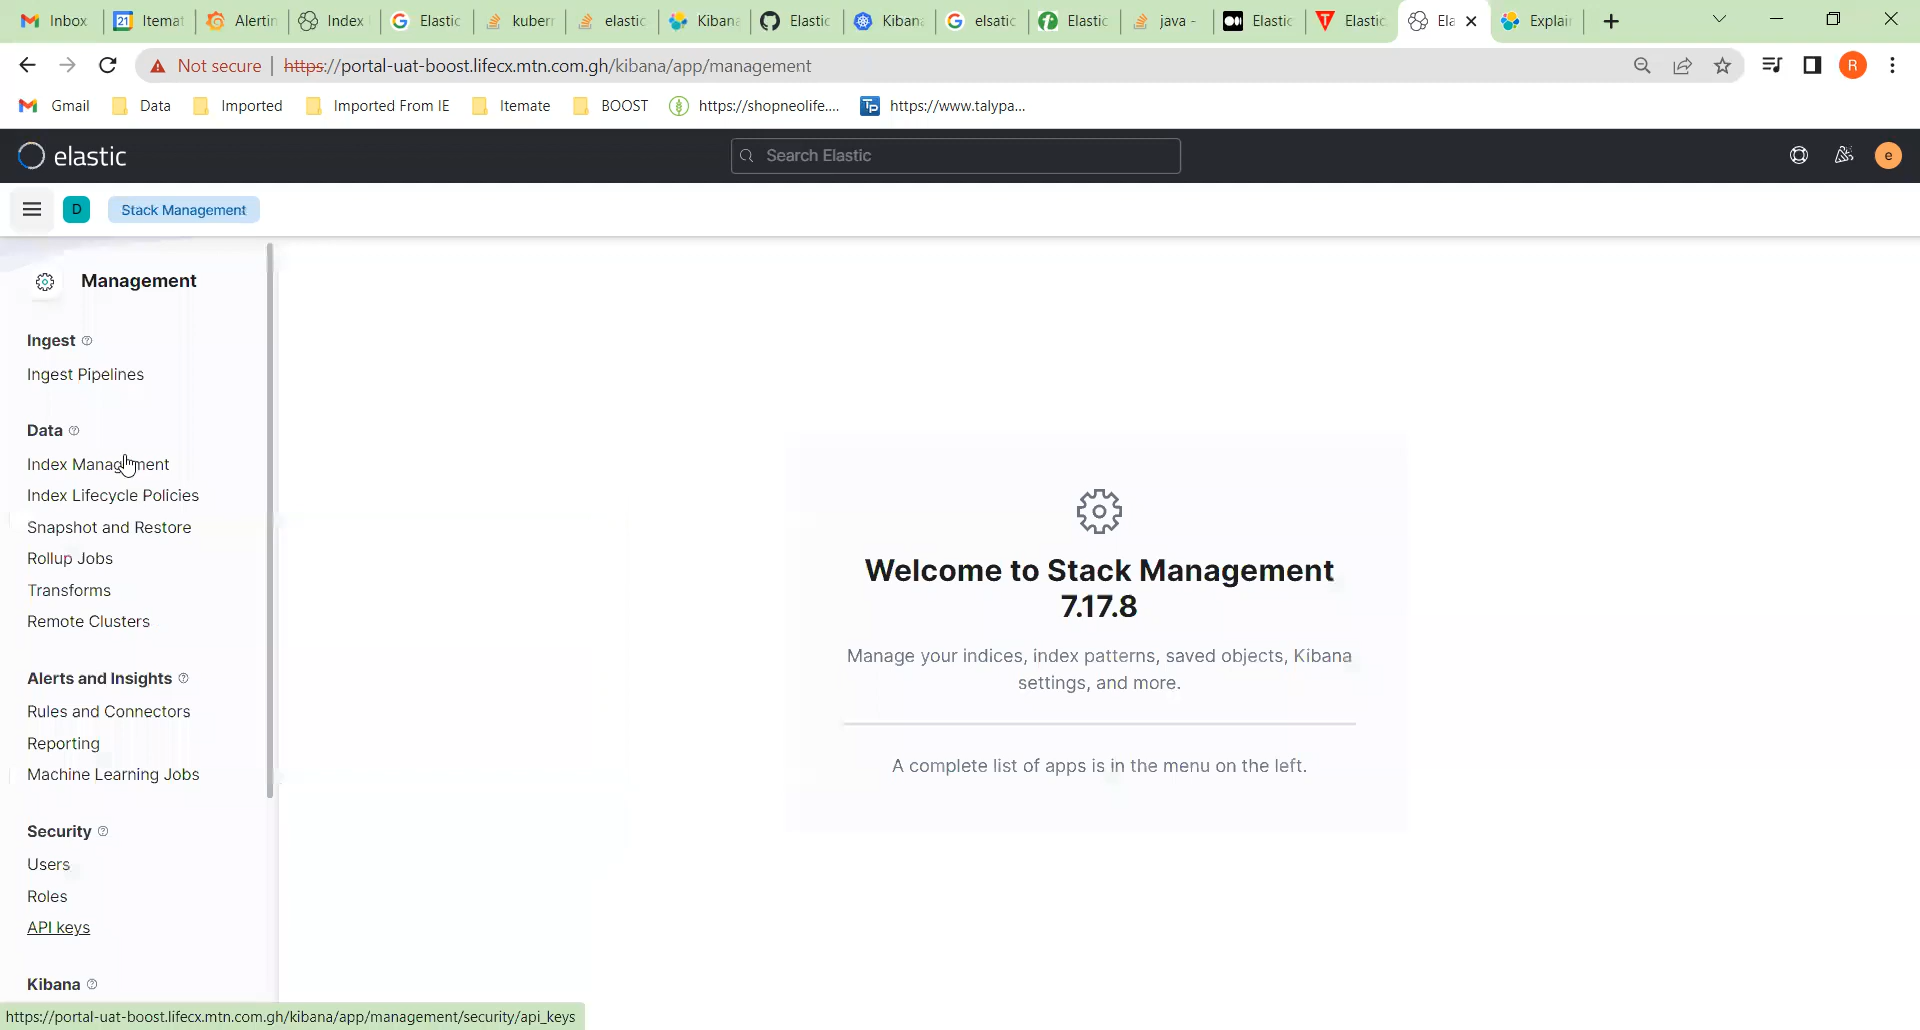 Inbox
Itemat
Alertin
Index
Elastic
kubern
elastic
Kibana
Elastic
Kibana
elsatic
Elastic
java -
Elastic
Elastic
Ela
Explain
Not secure
https://portal-uat-boost.lifecx.mtn.com.gh/kibana/app/management
R
Gmail
Data
Imported
Imported From IE
Itemate
BOOST
https://shopneolife....
https://www.talypa...
elastic
Search Elastic
e
D
Stack Management
Management
Ingest
Ingest Pipelines
Data
Index Management
Index Lifecycle Policies
Snapshot and Restore
Rollup Jobs
Transforms
Remote Clusters
Alerts and Insights
Rules and Connectors
Reporting
Machine Learning Jobs
Security
Users
Roles
API keys
Kibana
Welcome to Stack Management
7.17.8
Manage your indices, index patterns, saved objects, Kibana
settings, and more.
A complete list of apps is in the menu on the left.
https://portal-uat-boost.lifecx.mtn.com.gh/kibana/app/management/security/api_keys